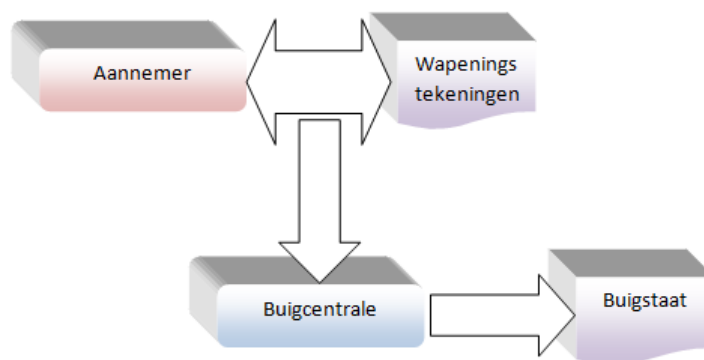 Aannemer
Wapenings
tekeningen
Buigcentrale
Buigstaat